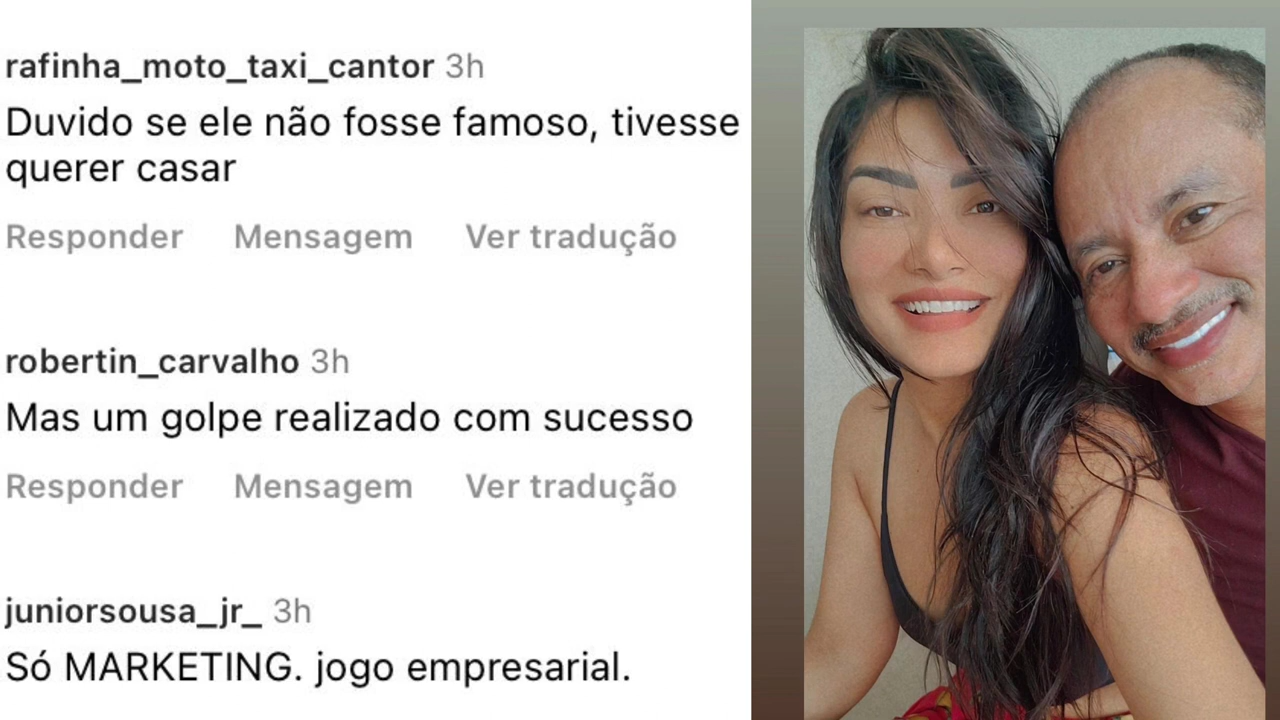 rafinha_moto_taxi_cantor 3h
Duvido se ele não fosse famoso, tivesse
querer casar
Responder Mensagem Ver tradução
robertin_carvalho 3h
Mas um golpe realizado com sucesso
Responder Mensagem Ver tradução
juniorsousa_jr_ 3h
Só MARKETING. jogo empresarial.